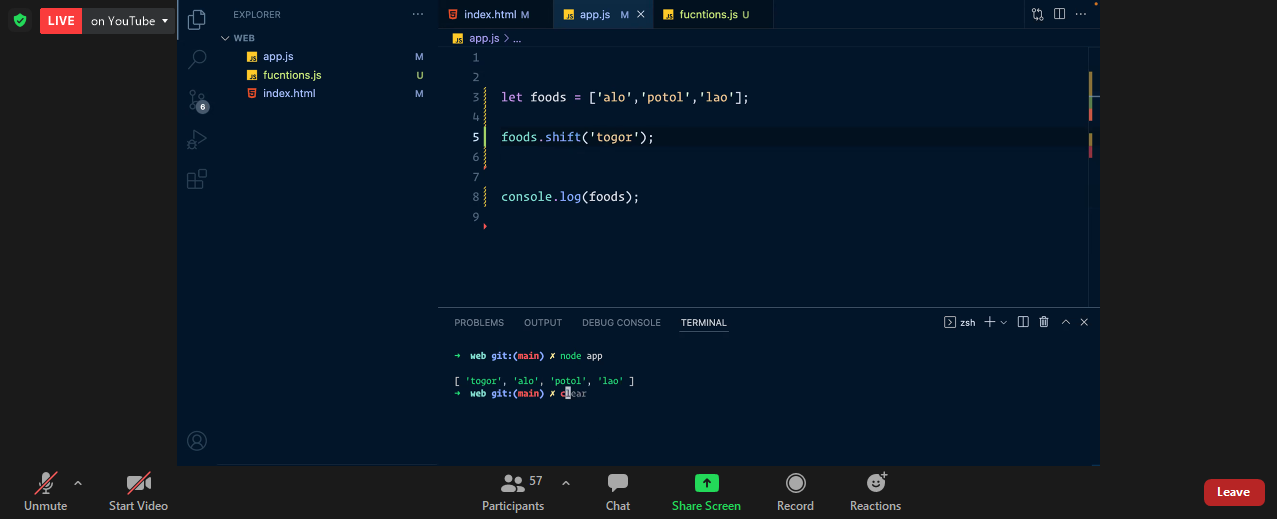 LIVE on YouTube
EXPLORER
WEB
app.js M
fucntions.js U
index.html M
6
index.html M app.js M fucntions.js U
app.js > ...
1
2
3 let foods = ['alo','potol','lao'];
4
5 foods.shift('togor');
6
7
8 console.log(foods);
9
PROBLEMS OUTPUT DEBUG CONSOLE TERMINAL zsh
→ web git:(main) ✗ node app
[ 'togor', 'alo', 'potol', 'lao' ]
→ web git:(main) ✗ clear
Unmute Start Video 57 Participants Chat Share Screen Record Reactions Leave